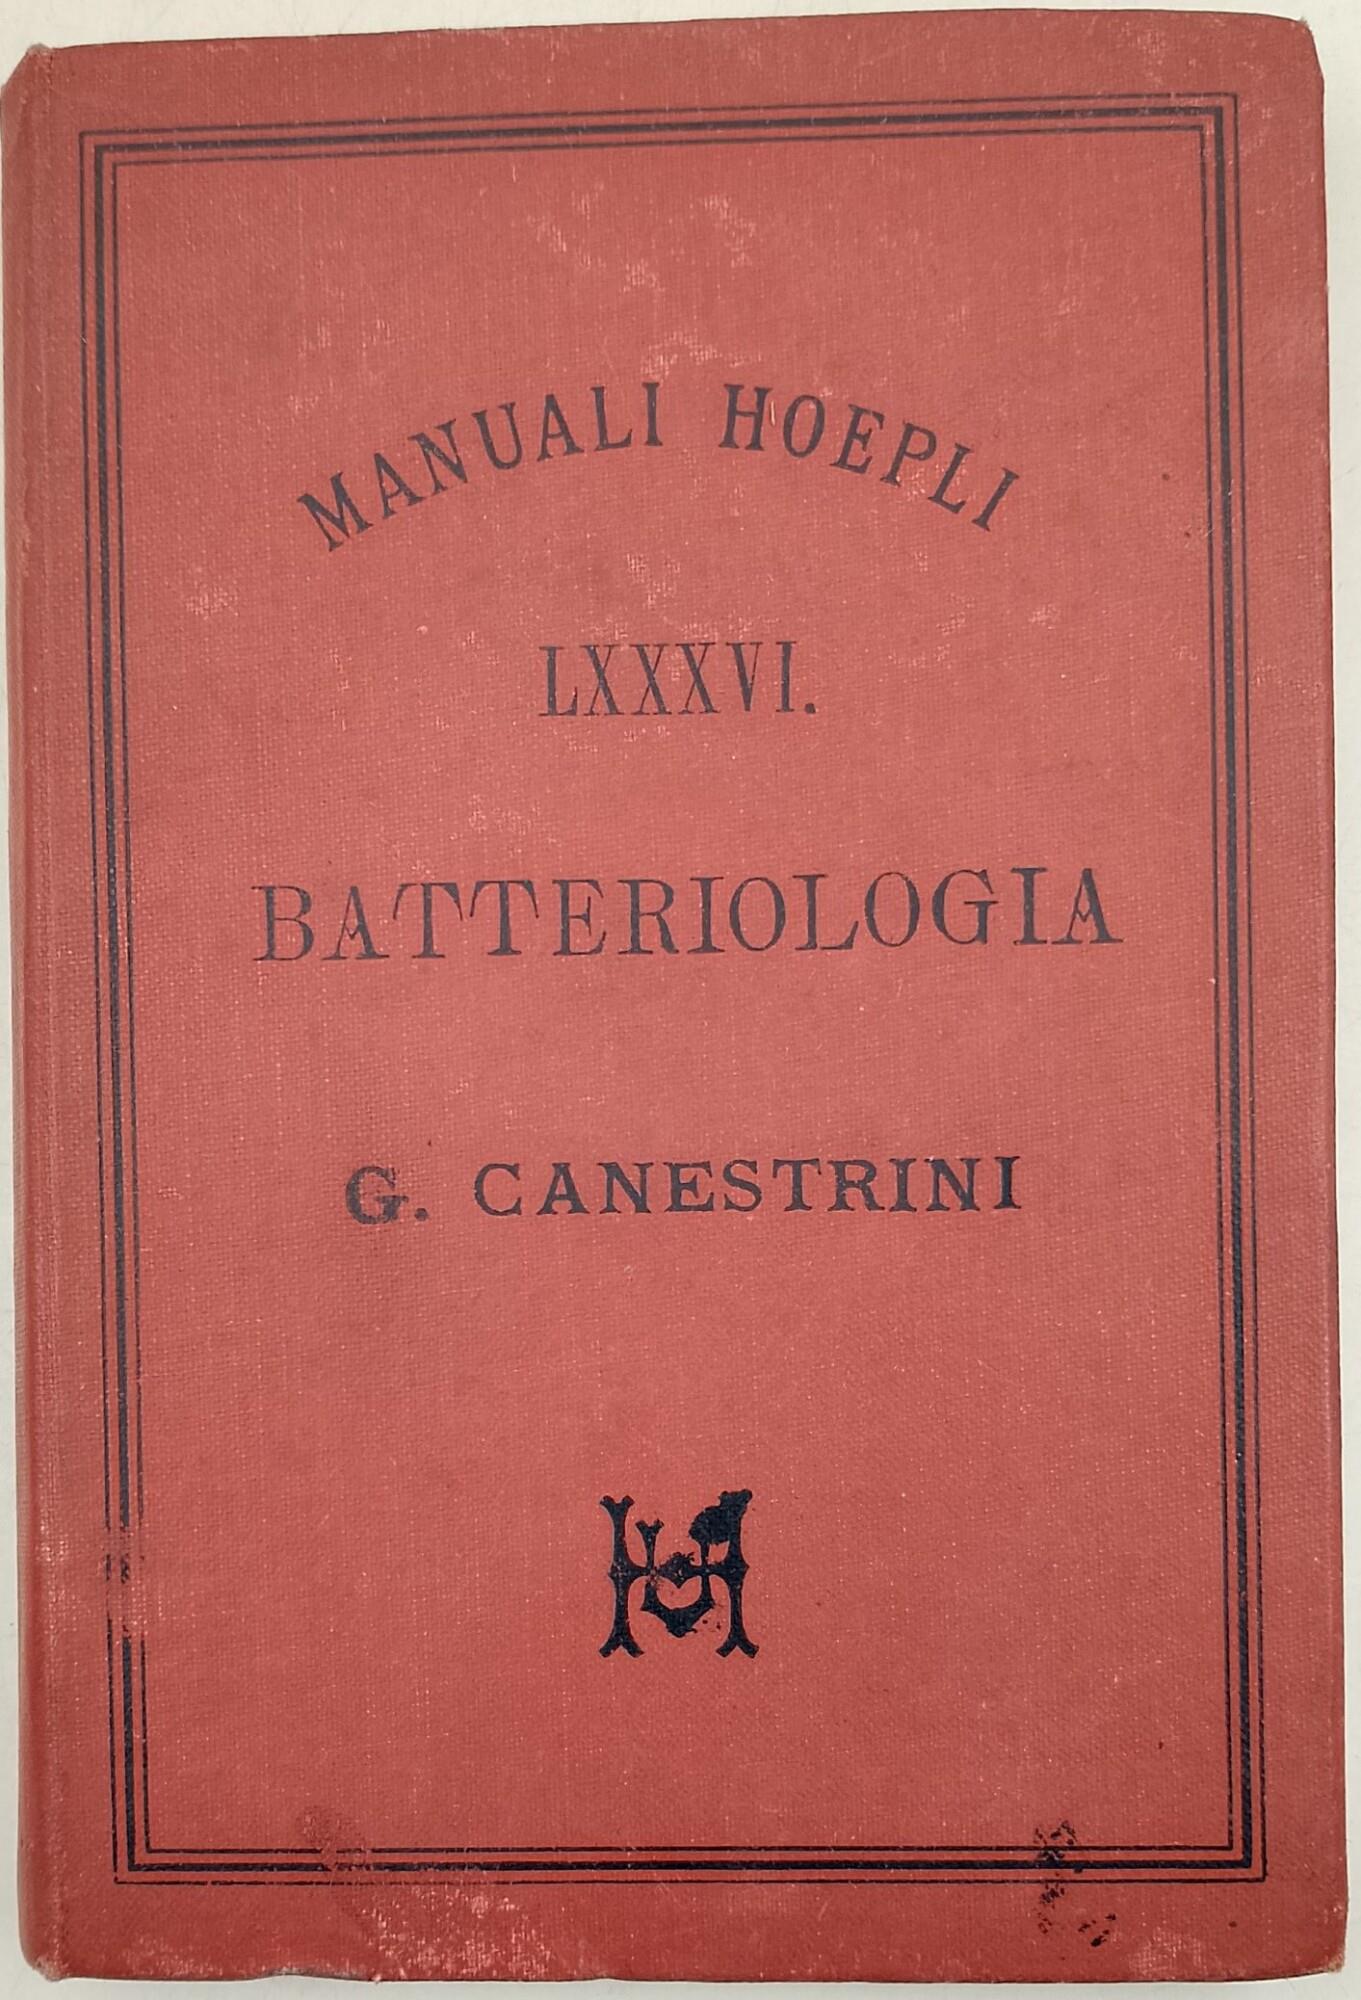 MANUALI HOEPLI
LXXXVI.
BATTERIOLOGIA
G. CANESTRINI